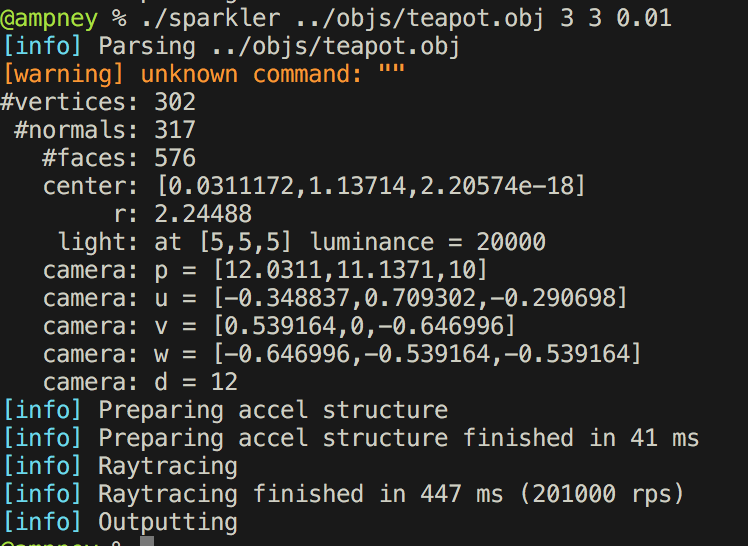 @ampney % ./sparkler ../objs/teapot.obj 3 3 0.01
[info] Parsing ../objs/teapot.obj
[warning] unknown command: ""
#vertices: 302
#normals: 317
#faces: 576
center: [0.0311172,1.13714,2.20574e-18]
r: 2.24488
light: at [5,5,5] luminance = 20000
camera: p = [12.0311,11.1371,10]
camera: u = [-0.348837,0.709302,-0.290698]
camera: v = [0.539164,0,-0.646996]
camera: w = [-0.646996,-0.539164,-0.539164]
camera: d = 12
[info] Preparing accel structure
[info] Preparing accel structure finished in 41 ms
[info] Raytracing
[info] Raytracing finished in 447 ms (201000 rps)
[info] Outputting
@ampney %